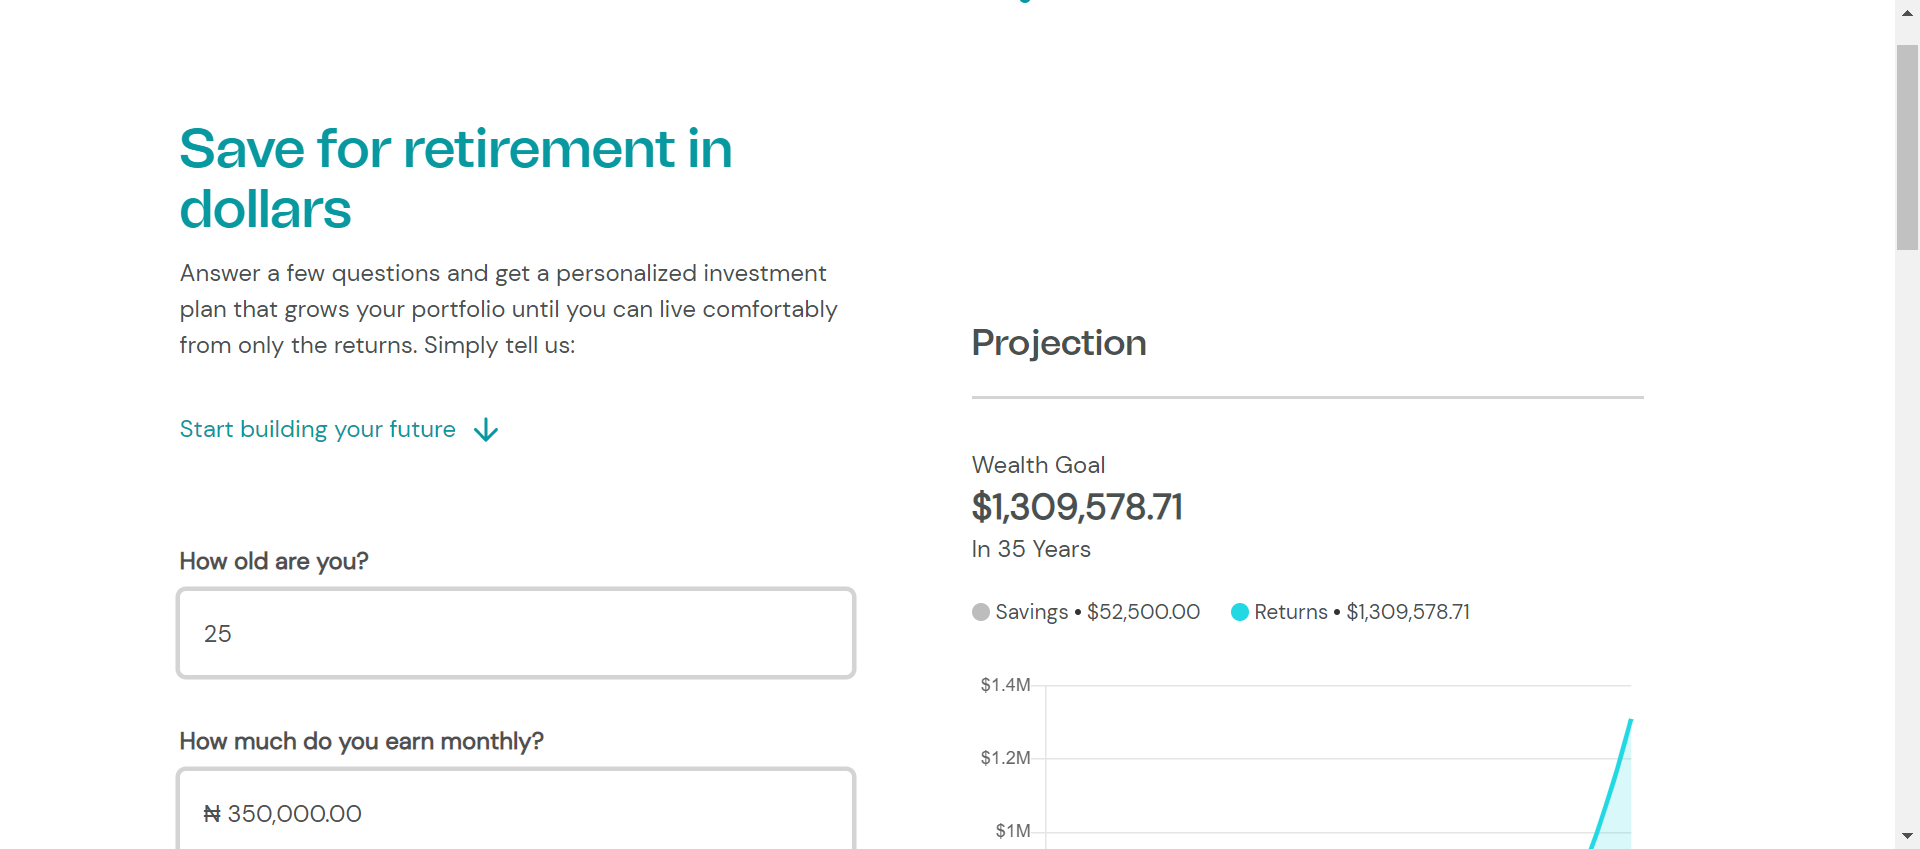 Save for retirement in
dollars
Answer a few questions and get a personalized investment
plan that grows your portfolio until you can live comfortably
from only the returns. Simply tell us:
Start building your future
How old are you?
25
How much do you earn monthly?
₦ 350,000.00
Projection
Wealth Goal
$1,309,578.71
In 35 Years
Savings • $52,500.00 Returns • $1,309,578.71
$1.4M
$1.2M
$1M